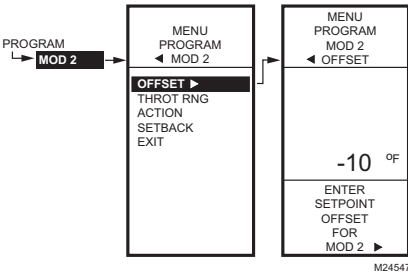 PROGRAM
MOD 2
MENU
PROGRAM
◄ MOD 2
OFFSET ►
THROT RNG
ACTION
SETBACK
EXIT
MENU
PROGRAM
MOD 2
◄ OFFSET
-10 ºF
ENTER
SETPOINT
OFFSET
FOR
MOD 2 ►
M24547